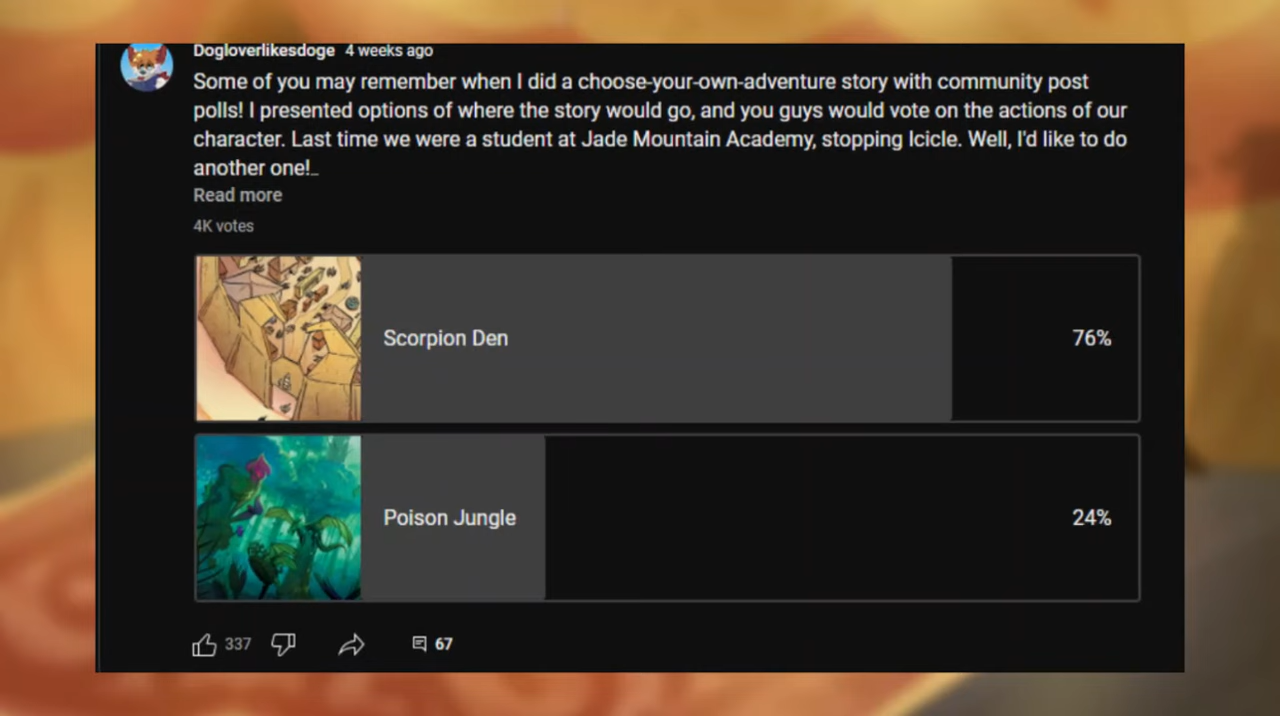 Dogloverlikesdoge 4 weeks ago
Some of you may remember when I did a choose-your-own-adventure story with community post
polls! I presented options of where the story would go, and you guys would vote on the actions of our
character. Last time we were a student at Jade Mountain Academy, stopping Icicle. Well, I'd like to do
another one!...
Read more
4K votes
Scorpion Den
76%
Poison Jungle
24%
337
67